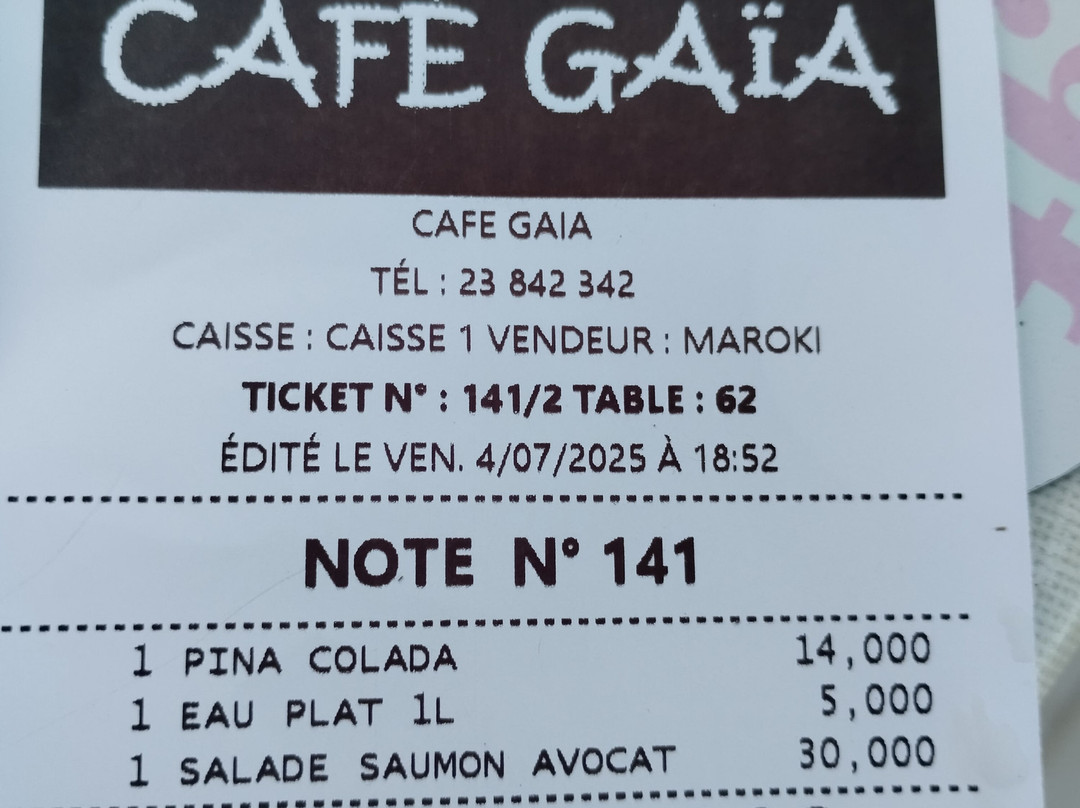 CAFÉ GAÏA
CAFE GAIA
TÉL : 23 842 342
CAISSE : CAISSE 1 VENDEUR : MAROKI
TICKET N° : 141/2 TABLE : 62
ÉDITÉ LE VEN. 4/07/2025 À 18:52
NOTE N° 141
1 PINA COLADA 14,000
1 EAU PLAT 1L 5,000
1 SALADE SAUMON AVOCAT 30,000